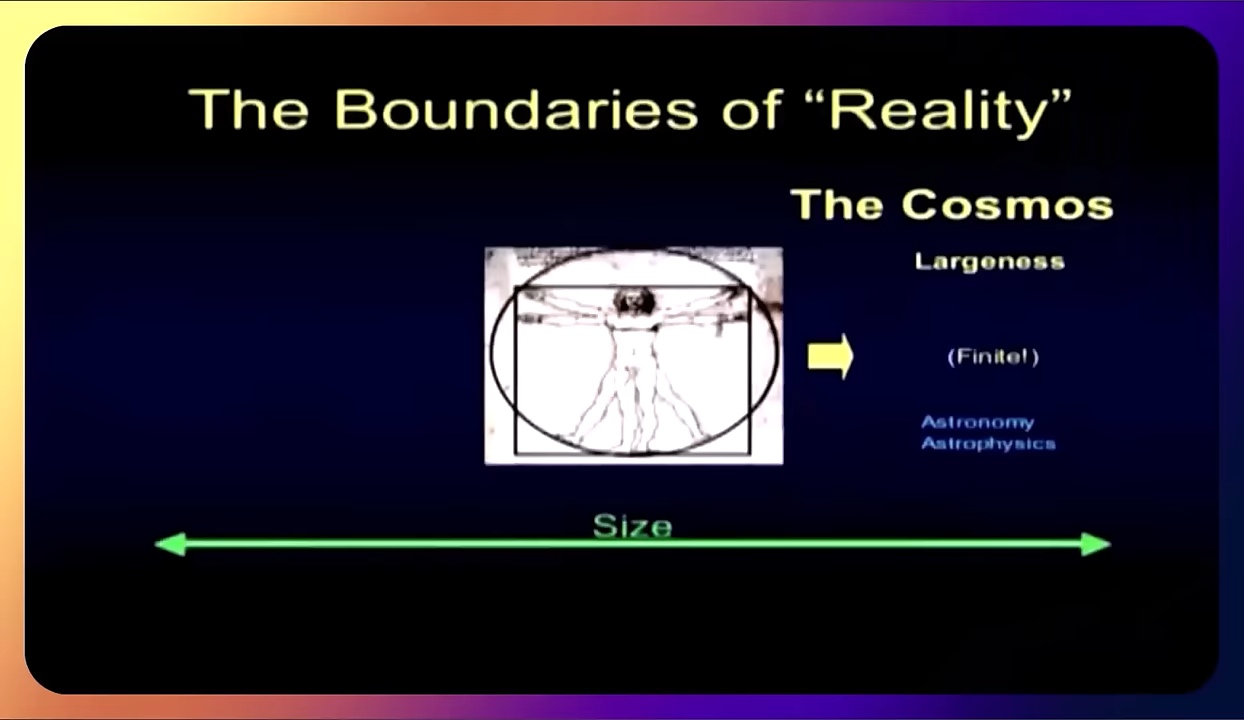 The Boundaries of “Reality”
The Cosmos
Largeness
(Finite!)
Astronomy
Astrophysics
Size